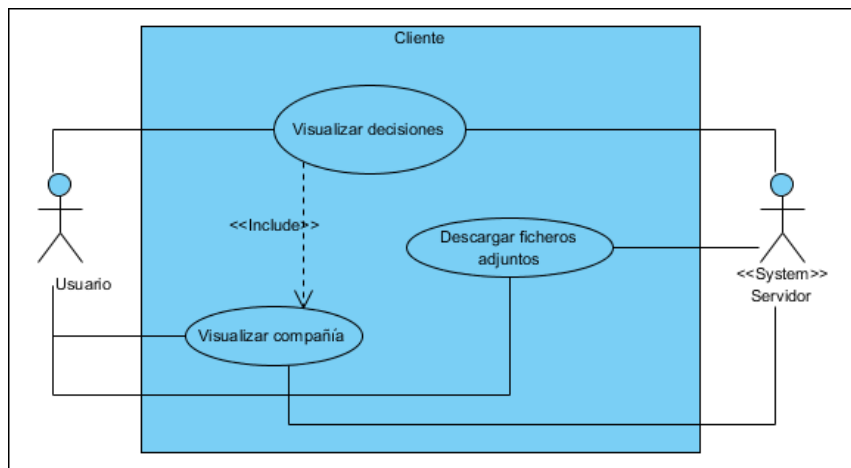 Cliente
Visualizar decisiones
<<Include>>
Descargar ficheros
adjuntos
Usuario
<<System>>
Servidor
Visualizar compañía